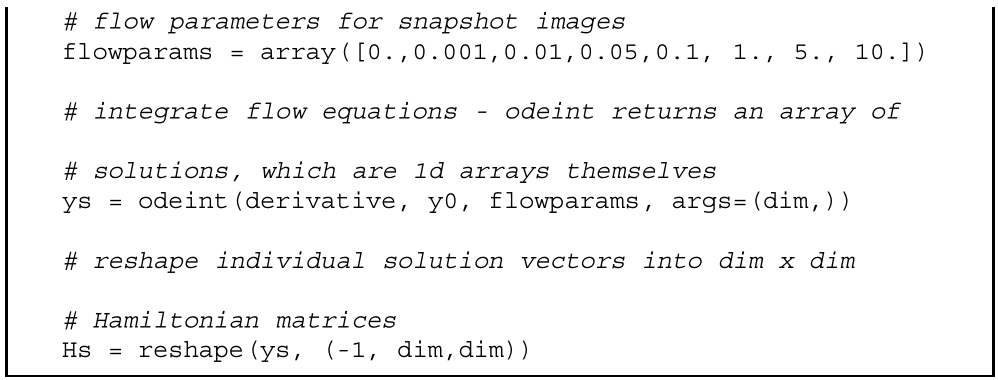 # flow parameters for snapshot images
flowparams = array([0.,0.001,0.01,0.05,0.1, 1., 5., 10.])
# integrate flow equations - odeint returns an array of
# solutions, which are 1d arrays themselves
ys = odeint(derivative, y0, flowparams, args=(dim,))
# reshape individual solution vectors into dim x dim
# Hamiltonian matrices
Hs = reshape(ys, (-1, dim,dim))